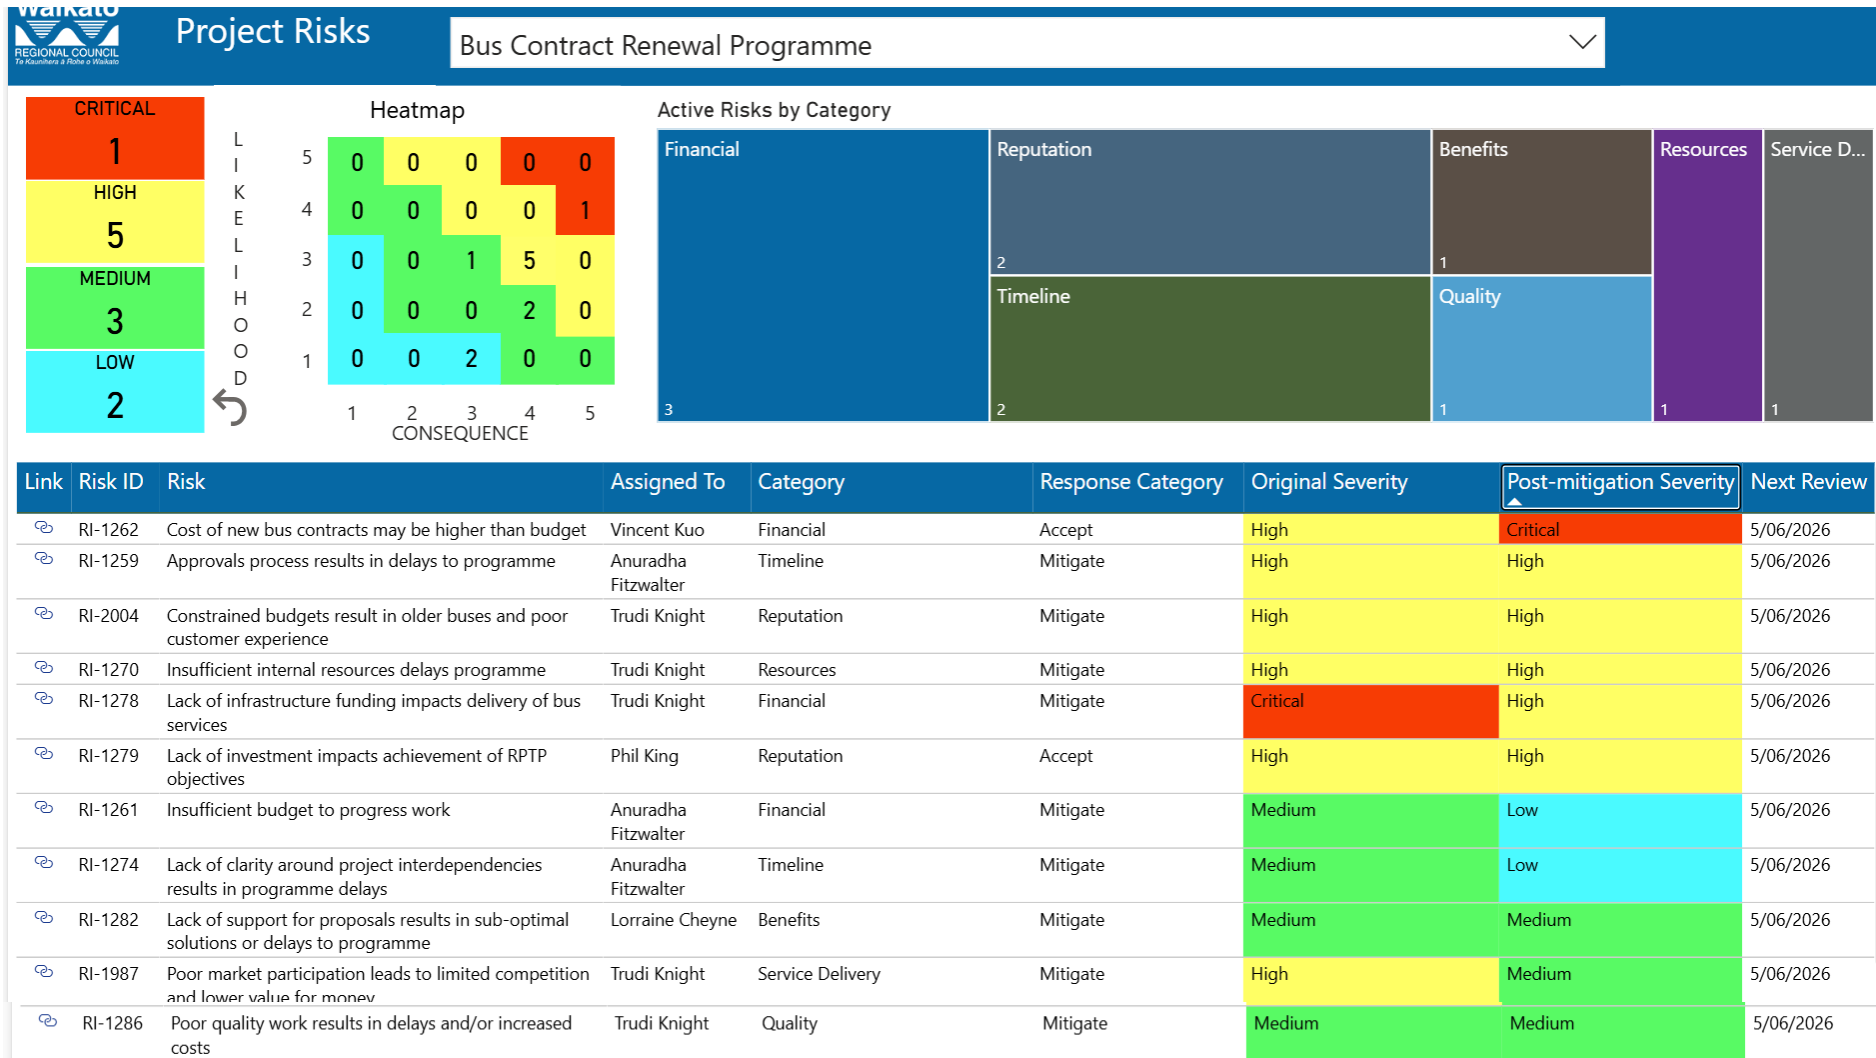 Waikato
REGIONAL COUNCIL
Te Kaunihera ā Rohe o Waikato
Project Risks
Bus Contract Renewal Programme
CRITICAL
1
HIGH
5
MEDIUM
3
LOW
2
Heatmap
LIKELIHOOD
5 0 0 0 0 0
4 0 0 0 0 1
3 0 0 1 5 0
2 0 0 0 2 0
1 0 0 2 0 0
1 2 3 4 5
CONSEQUENCE
Active Risks by Category
Financial
3
Reputation
2
Timeline
2
Benefits
1
Quality
1
Resources
1
Service D...
1
Link Risk ID Risk Assigned To Category Response Category Original Severity Post-mitigation Severity Next Review
RI-1262 Cost of new bus contracts may be higher than budget Vincent Kuo Financial Accept High Critical 5/06/2026
RI-1259 Approvals process results in delays to programme Anuradha Timeline Mitigate High High 5/06/2026
Fitzwalter
RI-2004 Constrained budgets result in older buses and poor Trudi Knight Reputation Mitigate High High 5/06/2026
customer experience
RI-1270 Insufficient internal resources delays programme Trudi Knight Resources Mitigate High High 5/06/2026
RI-1278 Lack of infrastructure funding impacts delivery of bus Trudi Knight Financial Mitigate Critical High 5/06/2026
services
RI-1279 Lack of investment impacts achievement of RPTP Phil King Reputation Accept High High 5/06/2026
objectives
RI-1261 Insufficient budget to progress work Anuradha Financial Mitigate Medium Low 5/06/2026
Fitzwalter
RI-1274 Lack of clarity around project interdependencies Anuradha Timeline Mitigate Medium Low 5/06/2026
results in programme delays Fitzwalter
RI-1282 Lack of support for proposals results in sub-optimal Lorraine Cheyne Benefits Mitigate Medium Medium 5/06/2026
solutions or delays to programme
RI-1987 Poor market participation leads to limited competition Trudi Knight Service Delivery Mitigate High Medium 5/06/2026
and lower value for money
RI-1286 Poor quality work results in delays and/or increased Trudi Knight Quality Mitigate Medium Medium 5/06/2026
costs